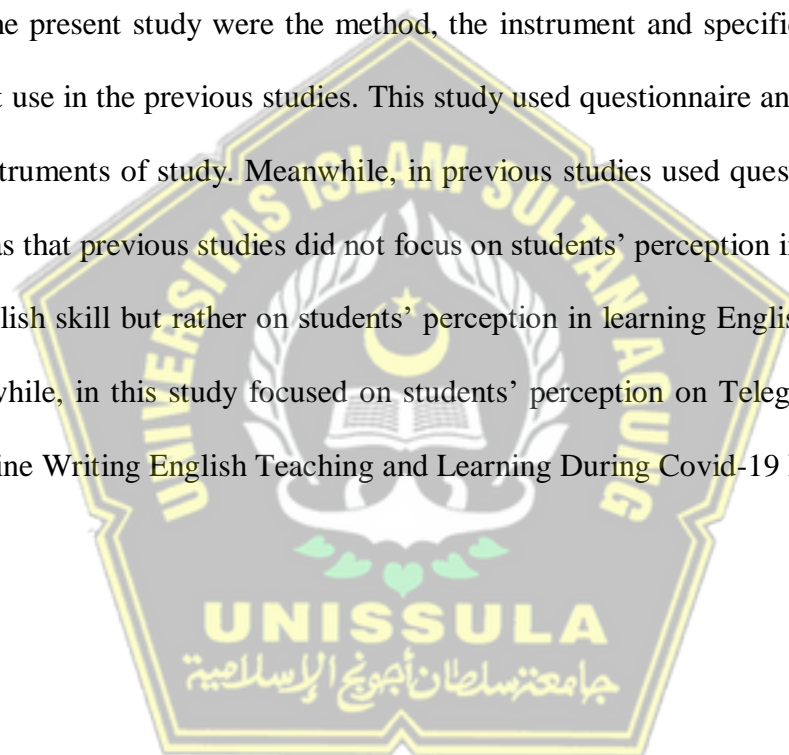 he present study were the method, the instrument and specific
t use in the previous studies. This study used questionnaire an
truments of study. Meanwhile, in previous studies used ques
as that previous studies did not focus on students’ perception i
lish skill but rather on students’ perception in learning Englis
while, in this study focused on students’ perception on Teleg
ine Writing English Teaching and Learning During Covid-19
UNIVERSITAS ISLAM SULTAN AGUNG
UNISSULA
جامعة سلطان أجونج الإسلامية